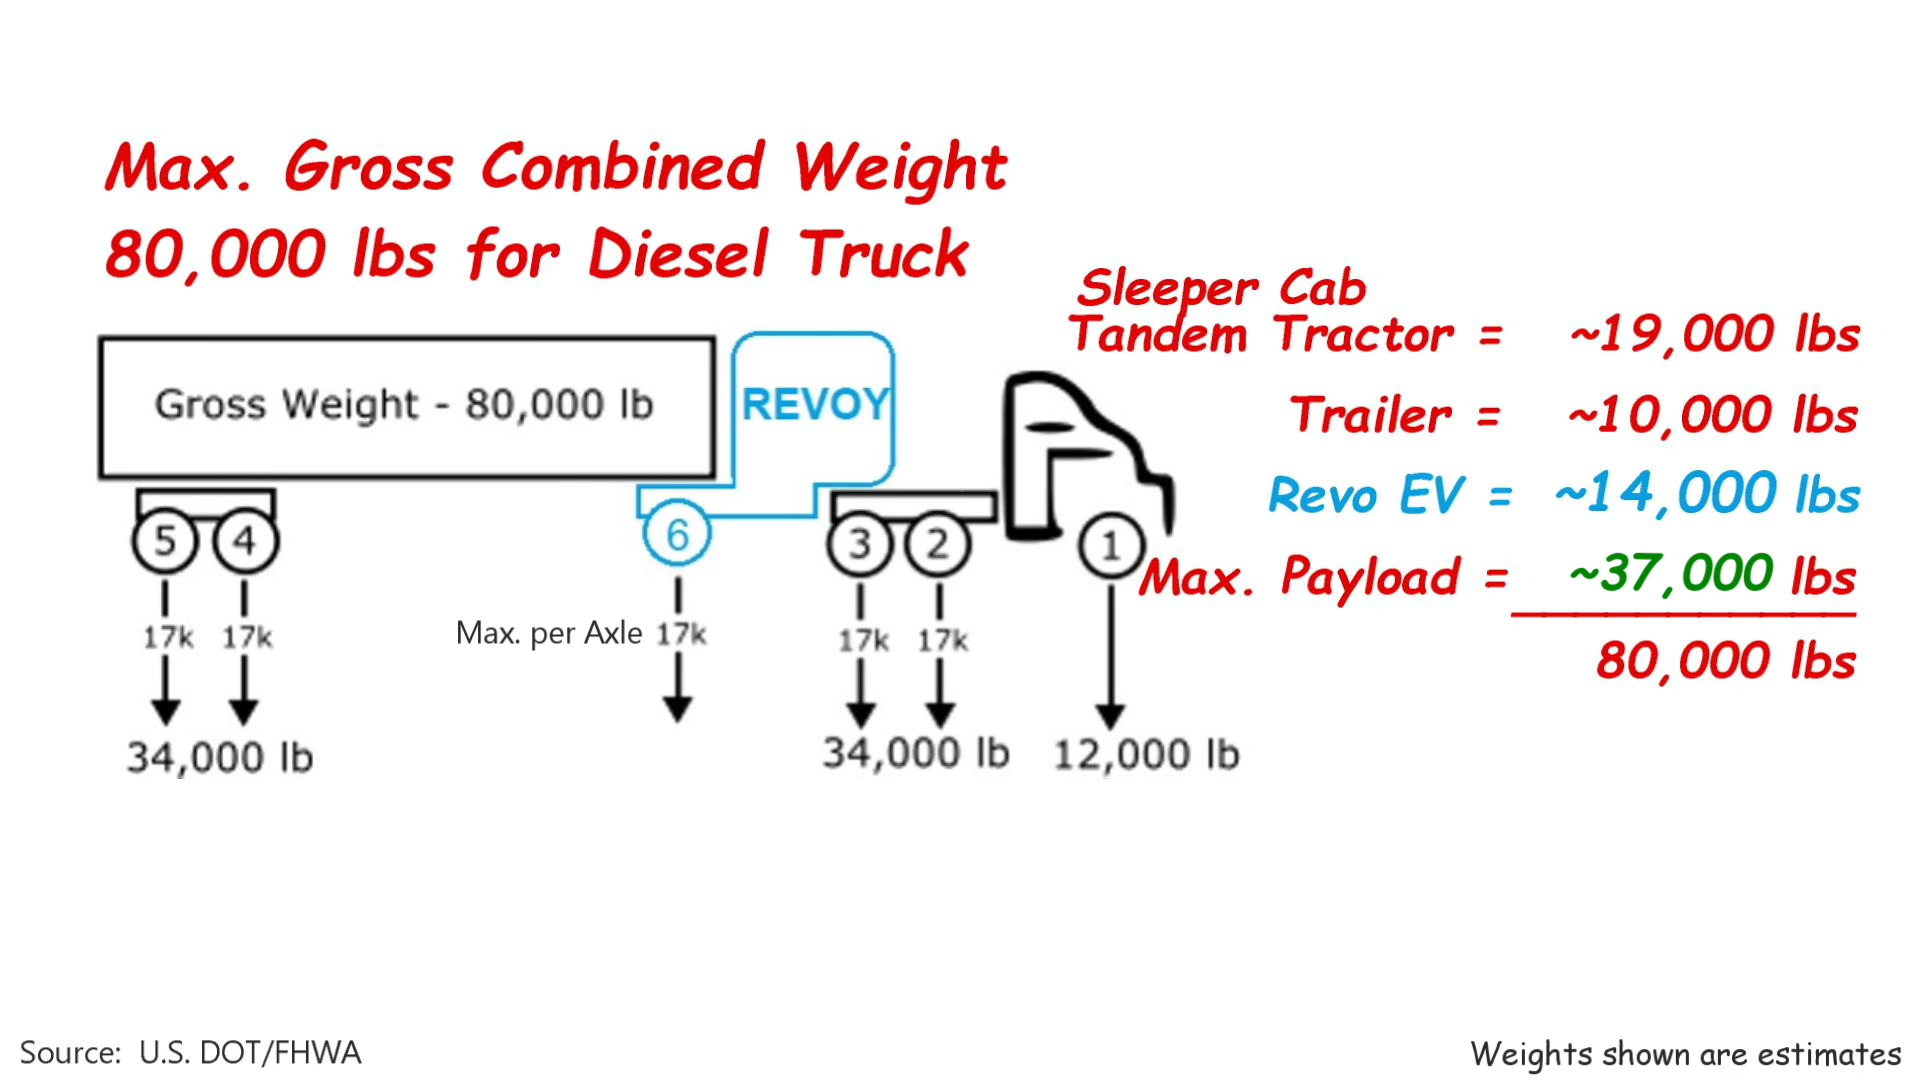 Max. Gross Combined Weight
80,000 lbs for Diesel Truck
Sleeper Cab
Tandem Tractor = ~19,000 lbs
Trailer = ~10,000 lbs
Revo EV = ~14,000 lbs
Max. Payload = ~37,000 lbs
80,000 lbs
Gross Weight - 80,000 lb
REVOY
5 4 6 3 2 1
17k 17k Max. per Axle 17k 17k 17k
34,000 lb 34,000 lb 12,000 lb
Source: U.S. DOT/FHWA
Weights shown are estimates